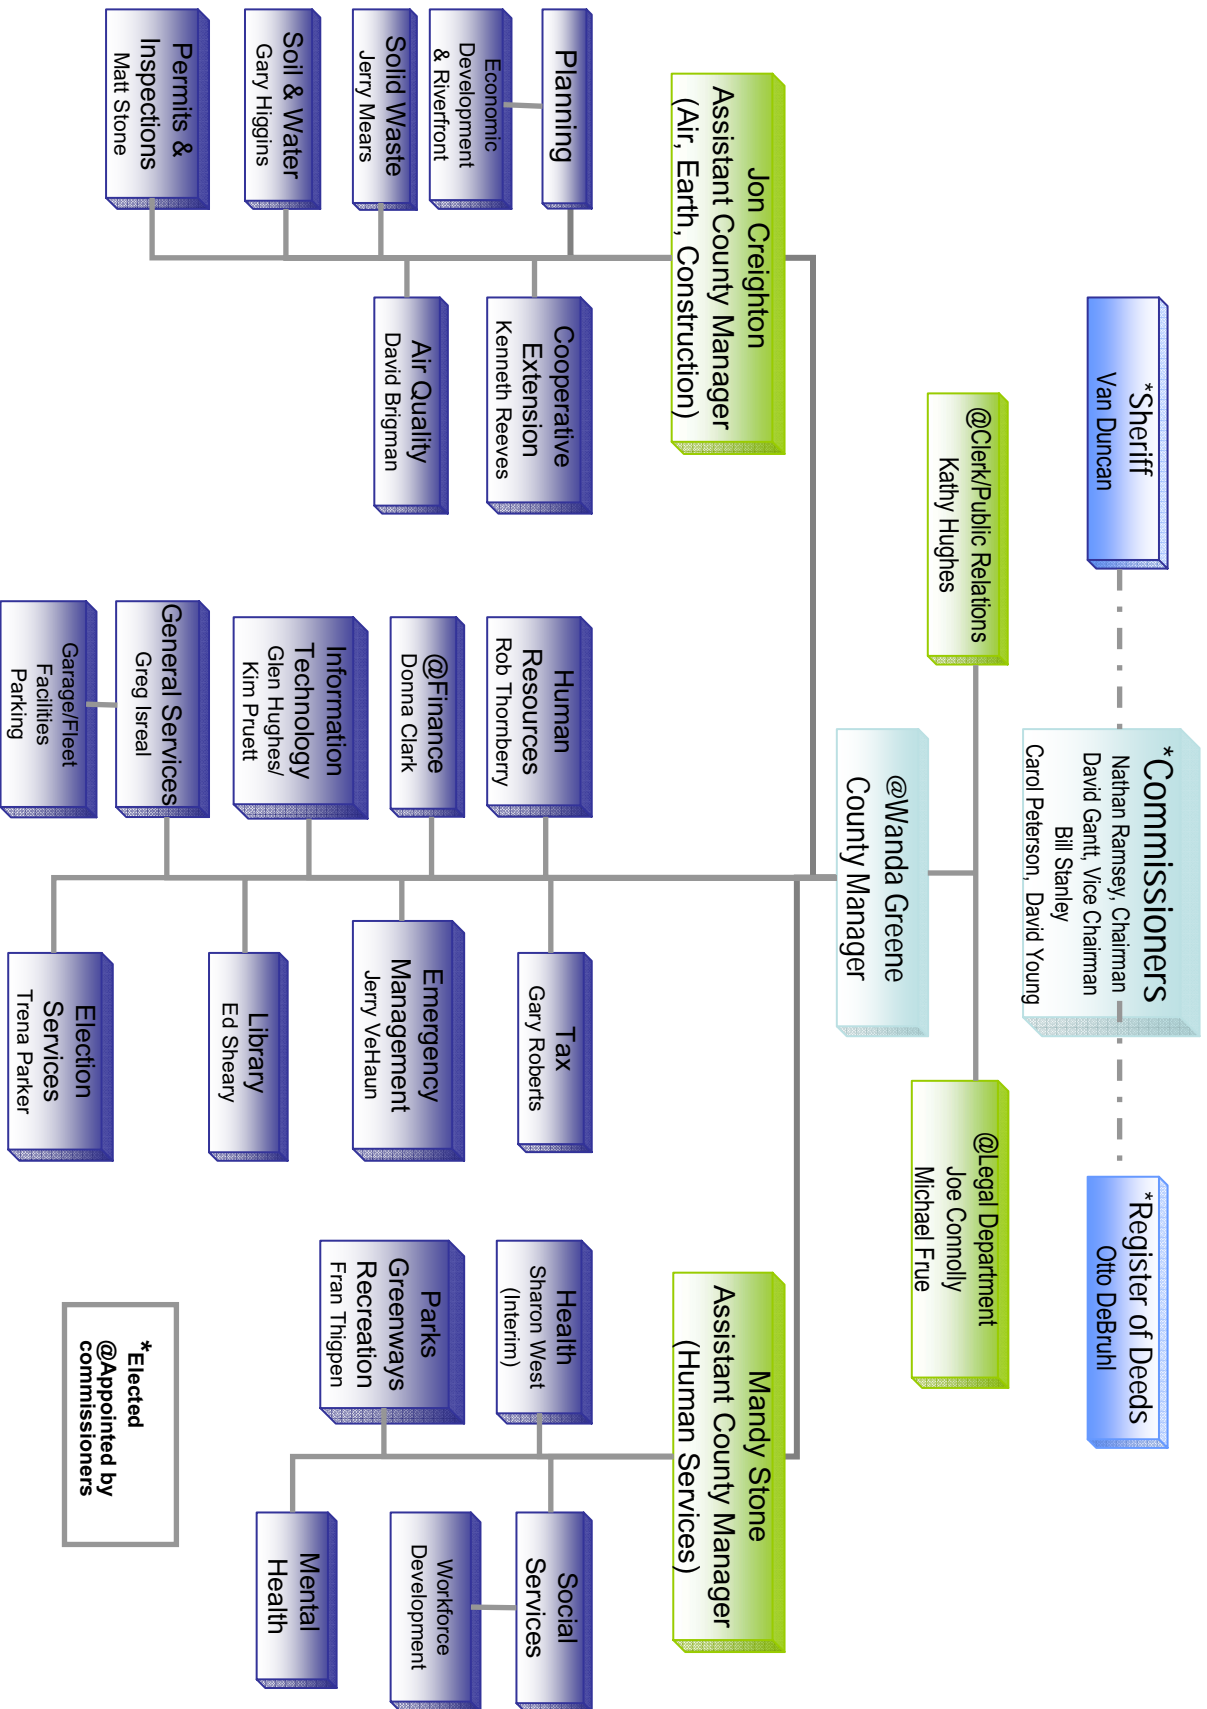 *Sheriff
Van Duncan
*Commissioners
Nathan Ramsey, Chairman
David Gantt, Vice Chairman
Bill Stanley
Carol Peterson, David Young
*Register of Deeds
Otto DeBruhl
@Clerk/Public Relations
Kathy Hughes
@Legal Department
Joe Connolly
Michael Frue
@Wanda Greene
County Manager
Jon Creighton
Assistant County Manager
(Air, Earth, Construction)
Planning
Economic
Development
& Riverfront
Solid Waste
Jerry Mears
Soil & Water
Gary Higgins
Permits &
Inspections
Matt Stone
Cooperative
Extension
Kenneth Reeves
Air Quality
David Brigman
Human
Resources
Rob Thornberry
@Finance
Donna Clark
Information
Technology
Glen Hughes/
Kim Pruett
General Services
Greg Isreal
Garage/Fleet
Facilities
Parking
Tax
Gary Roberts
Emergency
Management
Jerry VeHaun
Library
Ed Sheary
Election
Services
Trena Parker
Mandy Stone
Assistant County Manager
(Human Services)
Health
Sharon West
(Interim)
Parks
Greenways
Recreation
Fran Thigpen
Social
Services
Workforce
Development
Mental
Health
*Elected
@Appointed by
commissioners